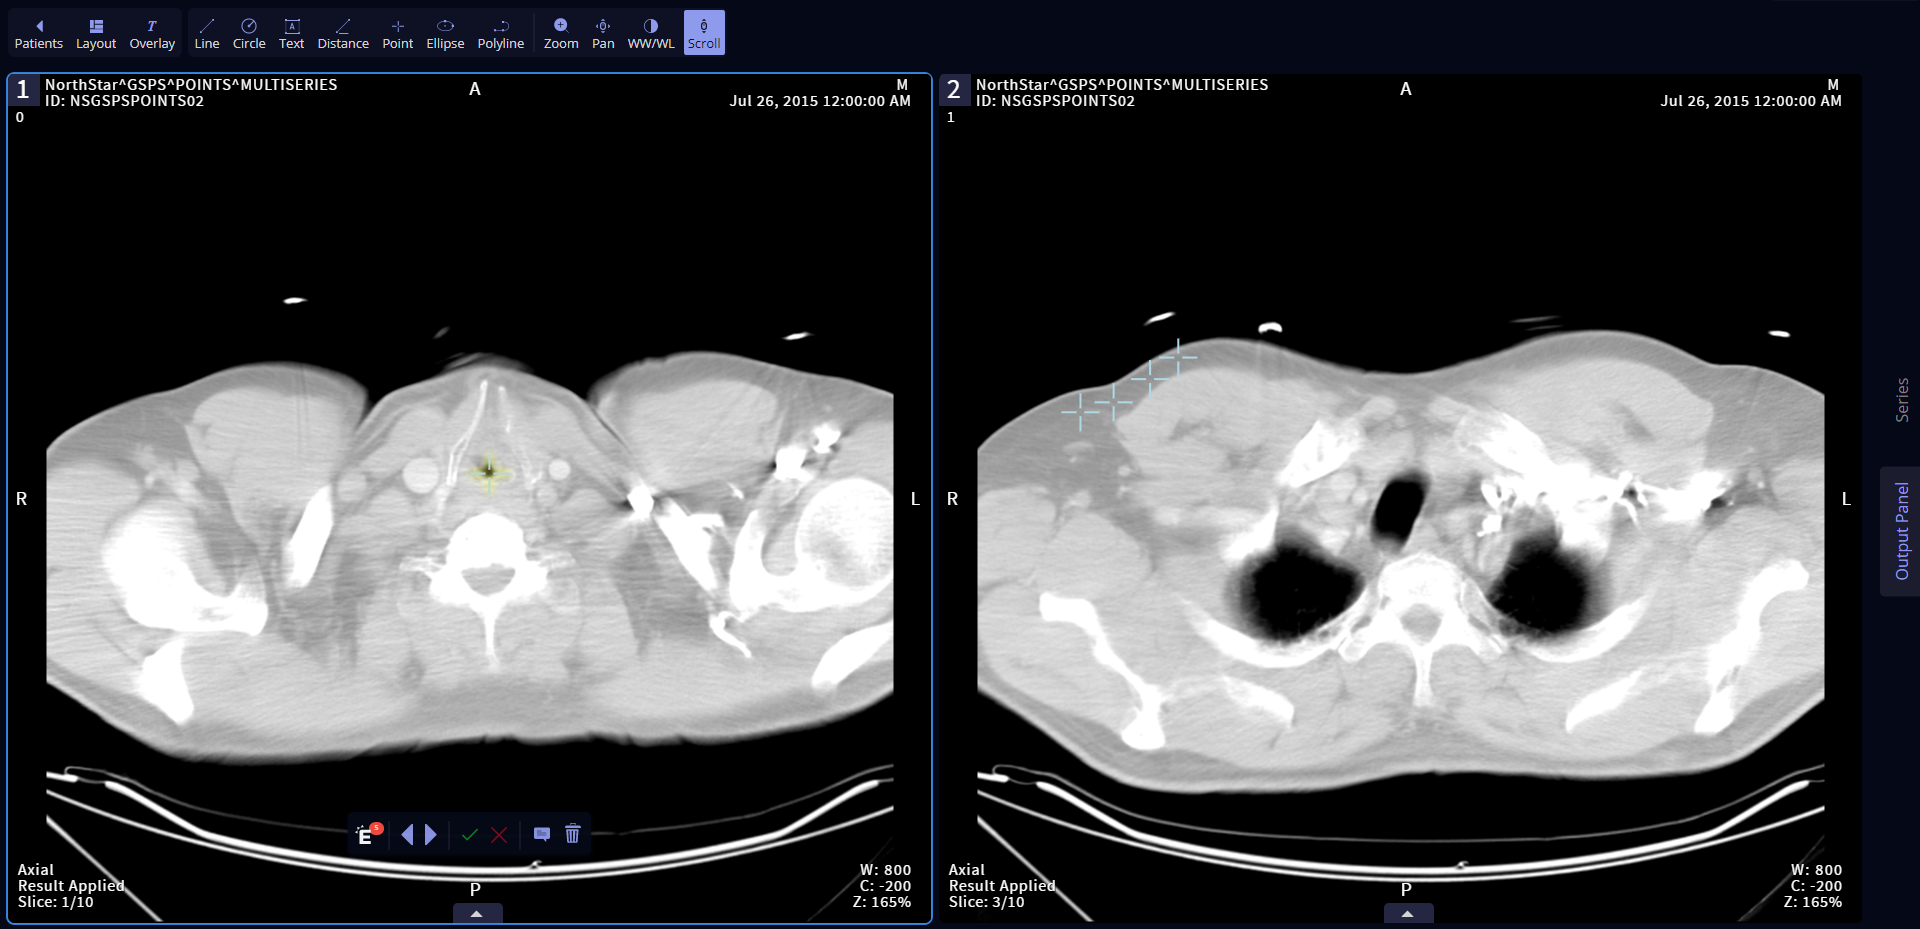 Patients Layout Overlay Line Circle Text Distance Point Ellipse Polyline Zoom Pan WW/WL Scroll
1
NorthStar^GSPS^POINTS^MULTISERIES
ID: NSGSPSPOINTS02
0
A
M
Jul 26, 2015 12:00:00 AM
R
L
E
5
Axial
Result Applied
Slice: 1/10
P
W: 800
C: -200
Z: 165%
2
NorthStar^GSPS^POINTS^MULTISERIES
ID: NSGSPSPOINTS02
1
A
M
Jul 26, 2015 12:00:00 AM
R
L
Axial
Result Applied
Slice: 3/10
P
W: 800
C: -200
Z: 165%
Series
Output Panel